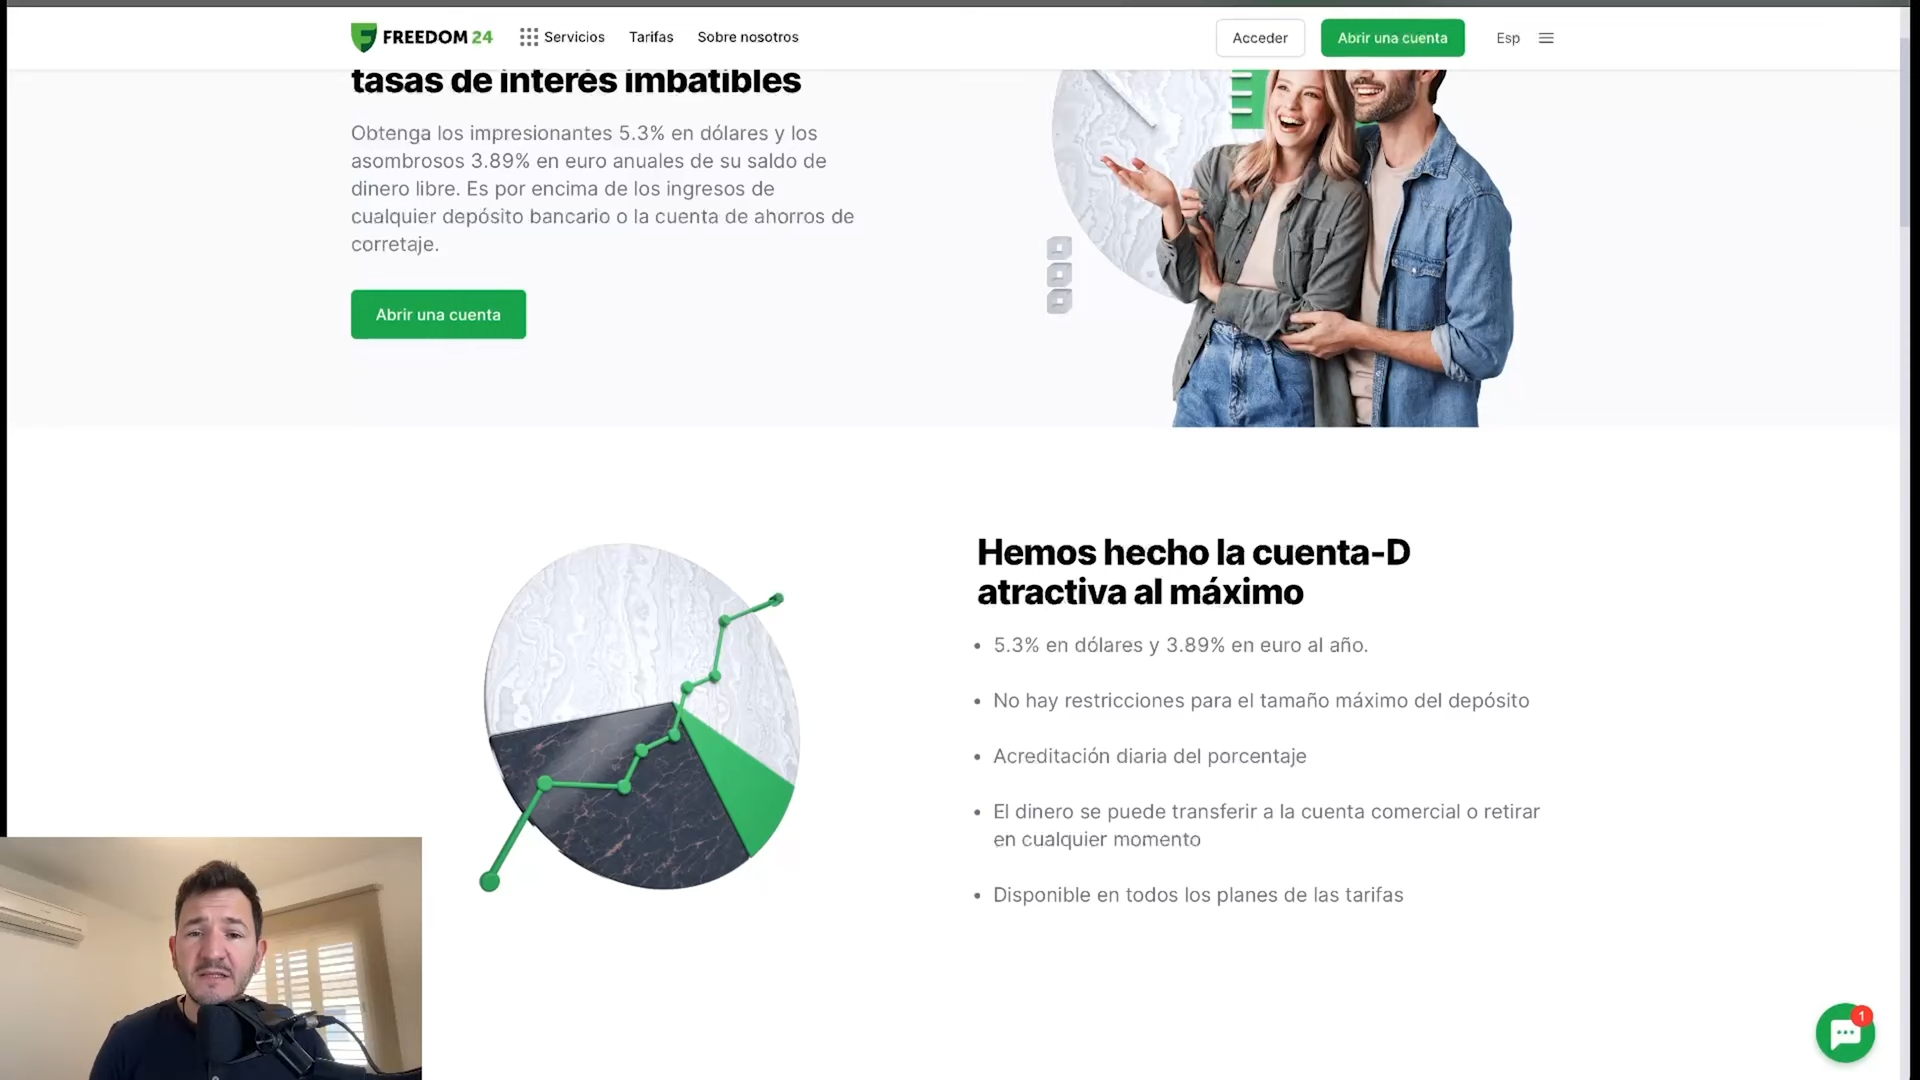 FREEDOM 24
Servicios
Tarifas
Sobre nosotros
Acceder
Abrir una cuenta
Esp
tasas de interés imbatibles
Obtenga los impresionantes 5.3% en dólares y los
asombrosos 3.89% en euro anuales de su saldo de
dinero libre. Es por encima de los ingresos de
cualquier depósito bancario o la cuenta de ahorros de
corretaje.
Abrir una cuenta
Hemos hecho la cuenta-D
atractiva al máximo
• 5.3% en dólares y 3.89% en euro al año.
• No hay restricciones para el tamaño máximo del depósito
• Acreditación diaria del porcentaje
• El dinero se puede transferir a la cuenta comercial o retirar
en cualquier momento
• Disponible en todos los planes de las tarifas
1